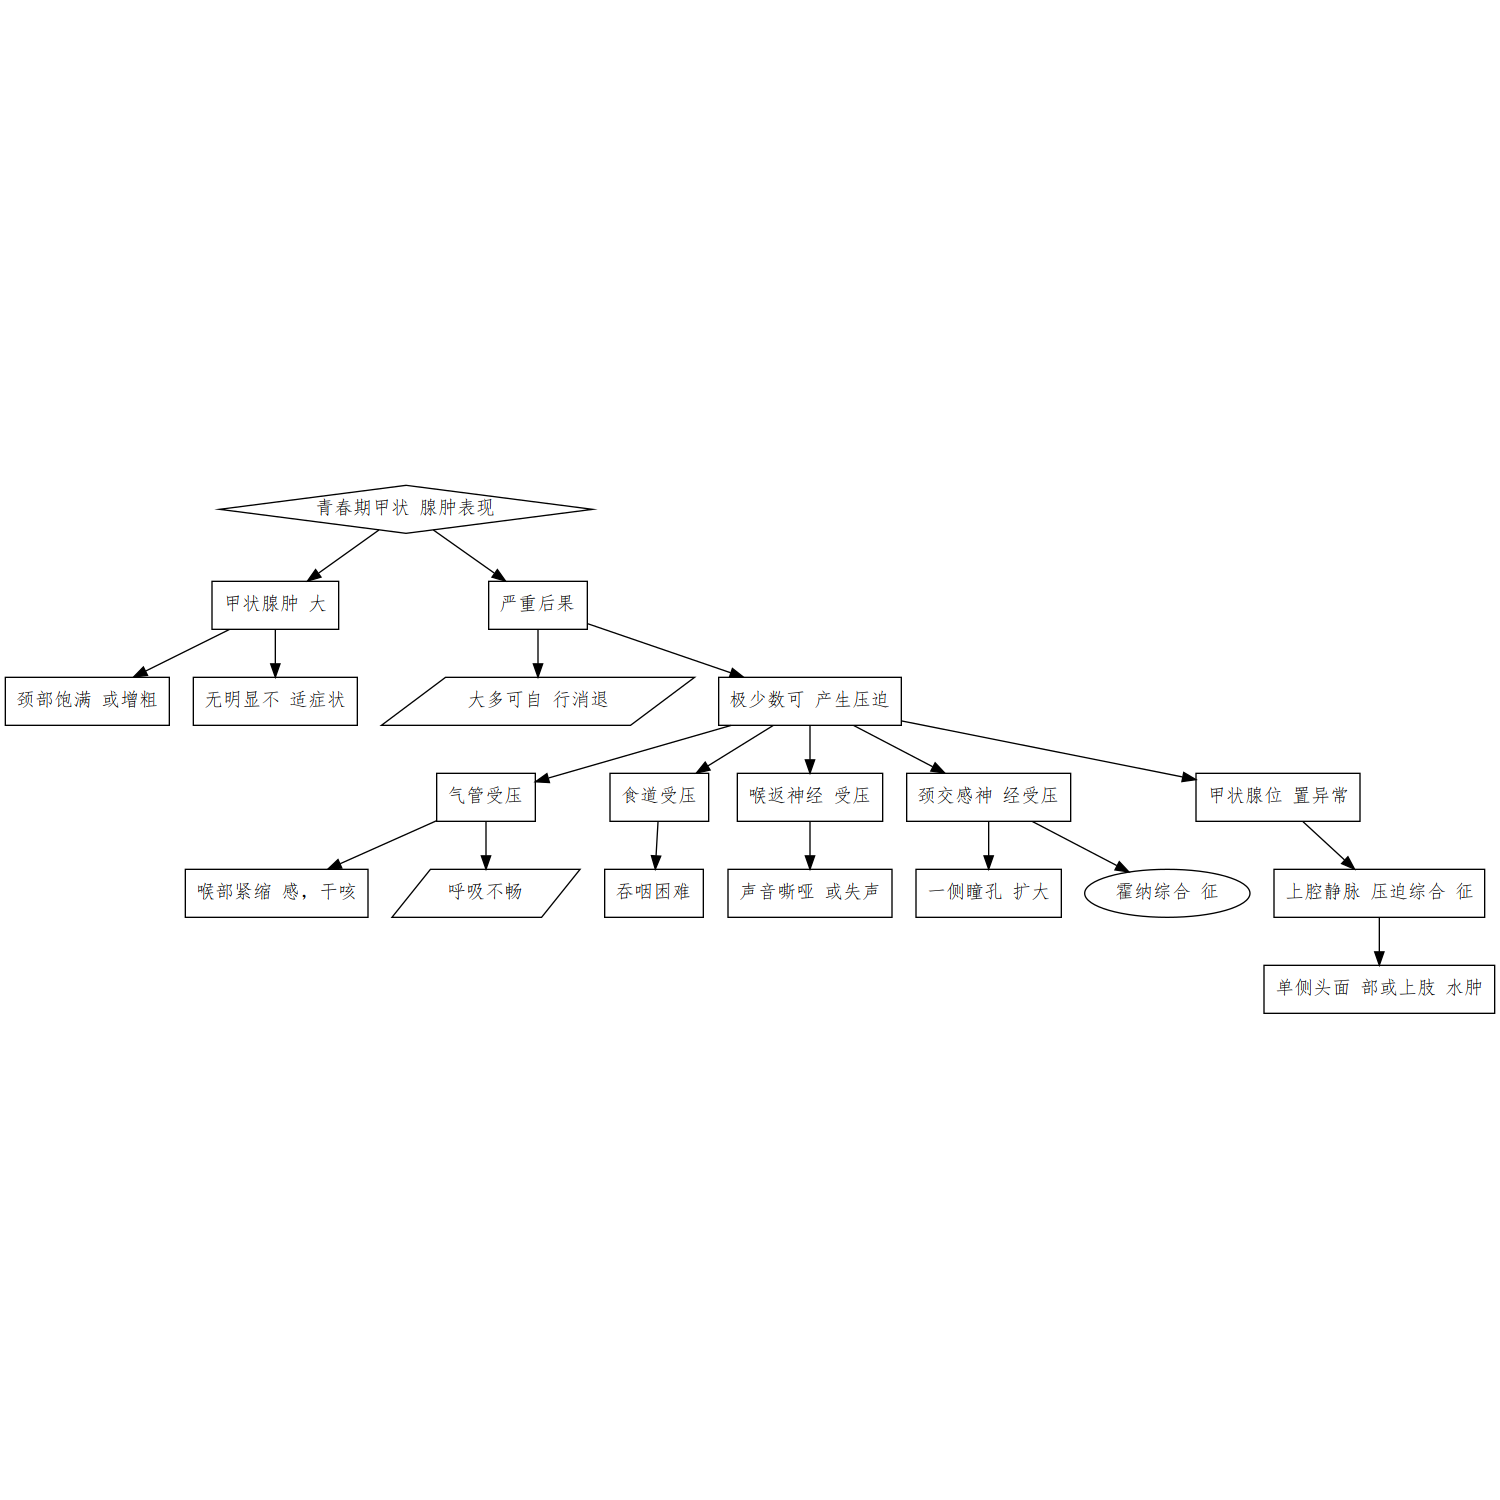 青春期甲状 腺肿表现
甲状腺肿 大
严重后果
颈部饱满 或增粗
无明显不 适症状
大多可自 行消退
极少数可 产生压迫
气管受压
食道受压
喉返神经 受压
颈交感神 经受压
甲状腺位 置异常
喉部紧缩 感，干咳
呼吸不畅
吞咽困难
声音嘶哑 或失声
一侧瞳孔 扩大
霍纳综合 征
上腔静脉 压迫综合 征
单侧头面 部或上肢 水肿